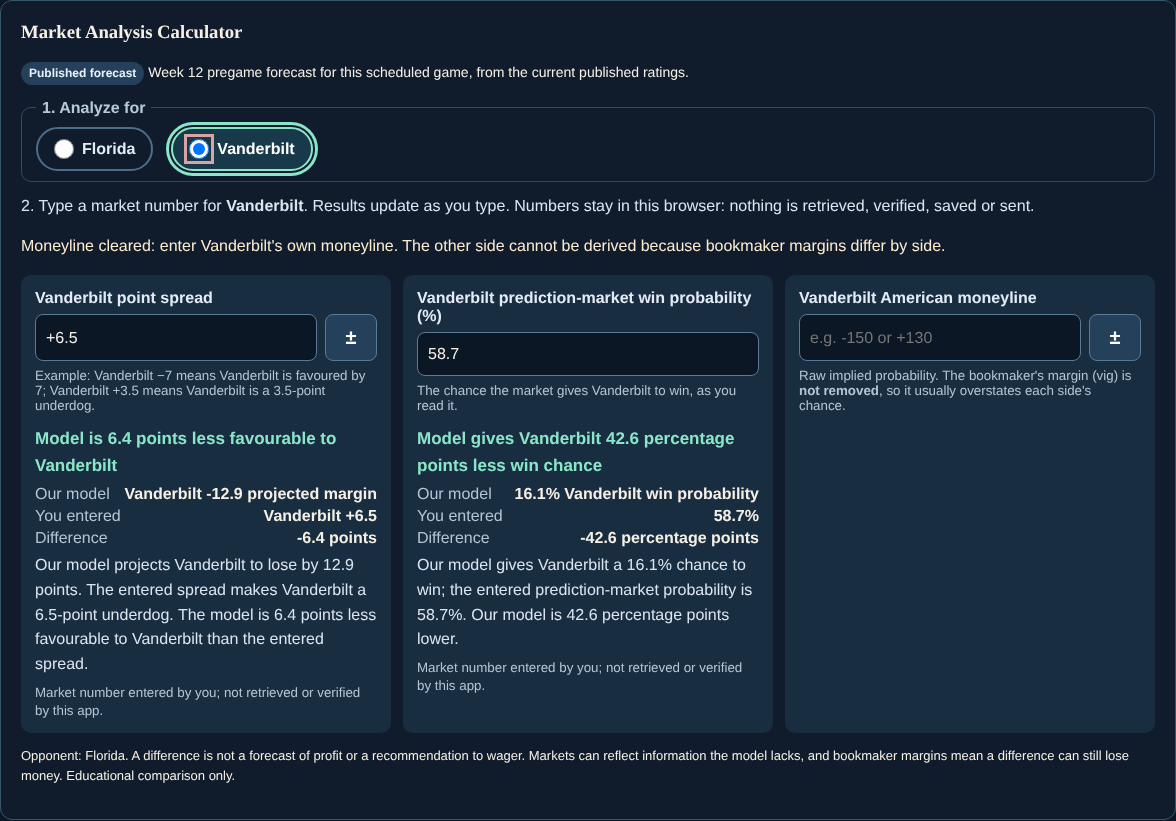 Market Analysis Calculator
Published forecast Week 12 pregame forecast for this scheduled game, from the current published ratings.
1. Analyze for
Florida
Vanderbilt
2. Type a market number for Vanderbilt. Results update as you type. Numbers stay in this browser: nothing is retrieved, verified, saved or sent.
Moneyline cleared: enter Vanderbilt's own moneyline. The other side cannot be derived because bookmaker margins differ by side.
Vanderbilt point spread
+6.5
±
Example: Vanderbilt −7 means Vanderbilt is favoured by
7; Vanderbilt +3.5 means Vanderbilt is a 3.5-point
underdog.
Model is 6.4 points less favourable to
Vanderbilt
Our model Vanderbilt -12.9 projected margin
You entered Vanderbilt +6.5
Difference -6.4 points
Our model projects Vanderbilt to lose by 12.9
points. The entered spread makes Vanderbilt a
6.5-point underdog. The model is 6.4 points less
favourable to Vanderbilt than the entered
spread.
Market number entered by you; not retrieved or verified
by this app.
Vanderbilt prediction-market win probability
(%)
58.7
The chance the market gives Vanderbilt to win, as you
read it.
Model gives Vanderbilt 42.6 percentage
points less win chance
Our model 16.1% Vanderbilt win probability
You entered 58.7%
Difference -42.6 percentage points
Our model gives Vanderbilt a 16.1% chance to
win; the entered prediction-market probability is
58.7%. Our model is 42.6 percentage points
lower.
Market number entered by you; not retrieved or verified
by this app.
Vanderbilt American moneyline
e.g. -150 or +130
±
Raw implied probability. The bookmaker's margin (vig) is
not removed, so it usually overstates each side's
chance.
Opponent: Florida. A difference is not a forecast of profit or a recommendation to wager. Markets can reflect information the model lacks, and bookmaker margins mean a difference can still lose
money. Educational comparison only.